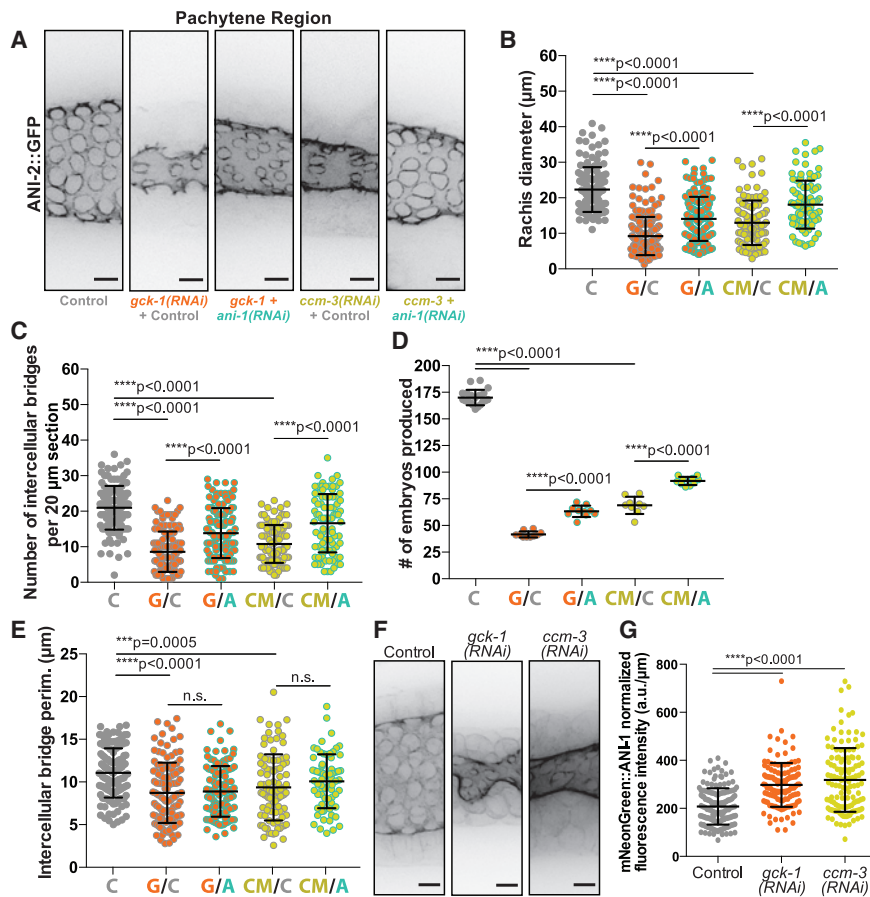 Pachytene Region
A
ANI-2::GFP
Control
gck-1(RNAi)
+ Control
gck-1 +
ani-1(RNAi)
ccm-3(RNAi)
+ Control
ccm-3 +
ani-1(RNAi)
B
Rachis diameter (µm)
60
50
40
30
20
10
0
****p<0.0001
****p<0.0001
****p<0.0001
****p<0.0001
C
G/C
G/A
CM/C
CM/A
C
Number of intercellular bridges
per 20 µm section
60
50
40
30
20
10
0
****p<0.0001
****p<0.0001
****p<0.0001
****p<0.0001
C
G/C
G/A
CM/C
CM/A
D
# of embryos produced
200
175
150
125
100
75
50
25
0
****p<0.0001
****p<0.0001
****p<0.0001
C
G/C
G/A
CM/C
CM/A
E
Intercellular bridge perim. (µm)
25
20
15
10
5
0
***p=0.0005
****p<0.0001
n.s.
n.s.
C
G/C
G/A
CM/C
CM/A
F
Control
gck-1
(RNAi)
ccm-3
(RNAi)
G
mNeonGreen::ANI-1 normalized
fluorescence intensity (a.u./µm)
800
600
400
200
0
****p<0.0001
Control
gck-1
(RNAi)
ccm-3
(RNAi)